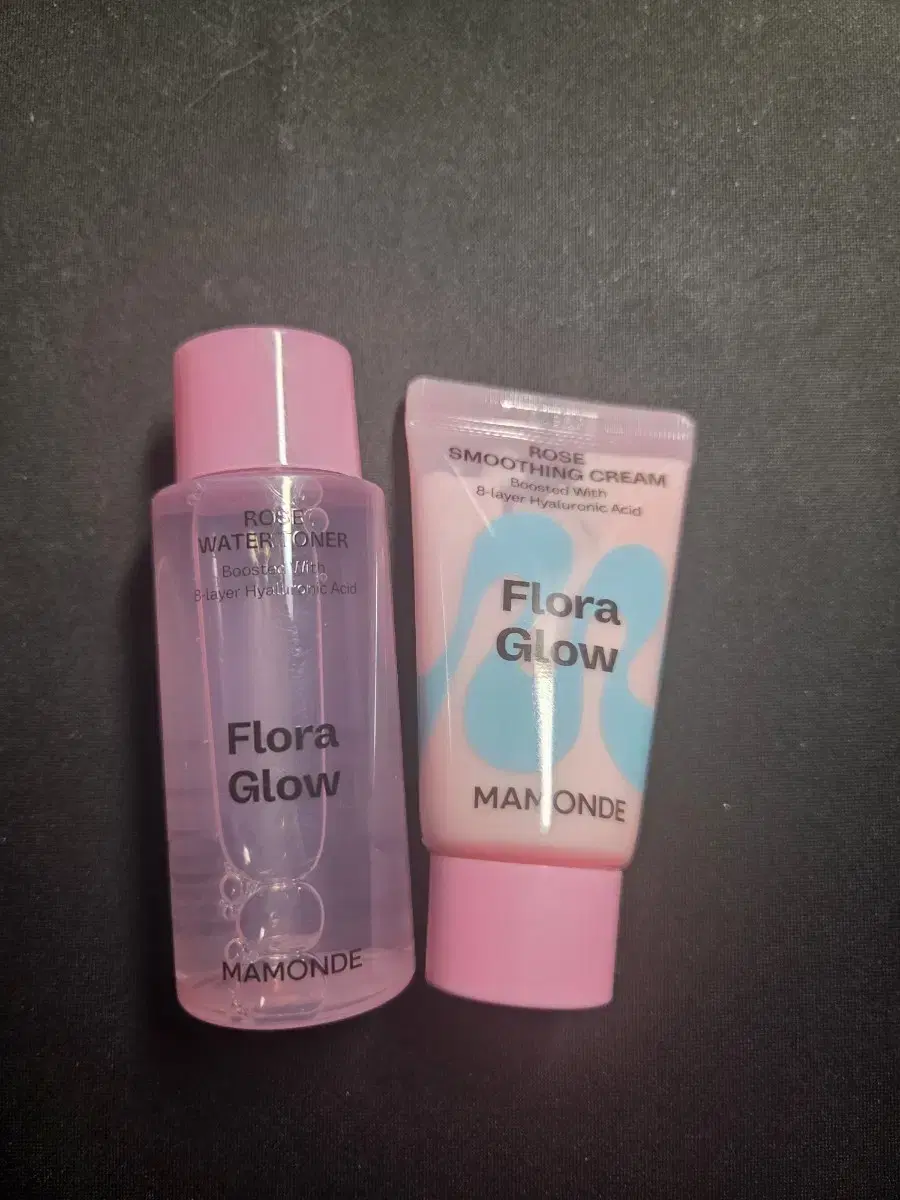 ROSE
WATER TONER
Boosted With
8-layer Hyaluronic Acid
Flora
Glow
MAMONDE
ROSE
SMOOTHING CREAM
Boosted With
8-layer Hyaluronic Acid
Flora
Glow
MAMONDE